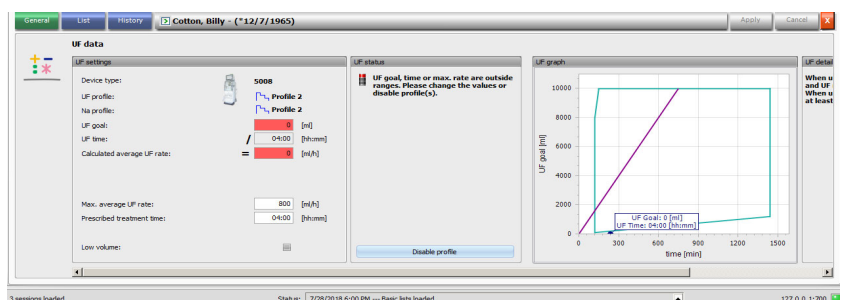 General List History Cotton, Billy - (*12/7/1965) Apply Cancel X
UF data
UF settings
Device type: 5008
UF profile: Profile 2
Na profile: Profile 2
UF goal: 0 [ml]
UF time: / 04:00 [hh:mm]
Calculated average UF rate: = 0 [ml/h]
Max. average UF rate: 800 [ml/h]
Prescribed treatment time: 04:00 [hh:mm]
Low volume:
UF status
UF goal, time or max. rate are outside
ranges. Please change the values or
disable profile(s).
Disable profile
UF graph
UF goal [ml]
10000
8000
6000
4000
2000
0
UF Goal: 0 [ml]
UF Time: 04:00 [hh:mm]
0 300 600 900 1200 1500
time [min]
UF detail
When u
and UF
When u
at least
3 sessions loaded Status: 7/28/2018 6:00 PM --- Basic lists loaded 127.0.0.1:700